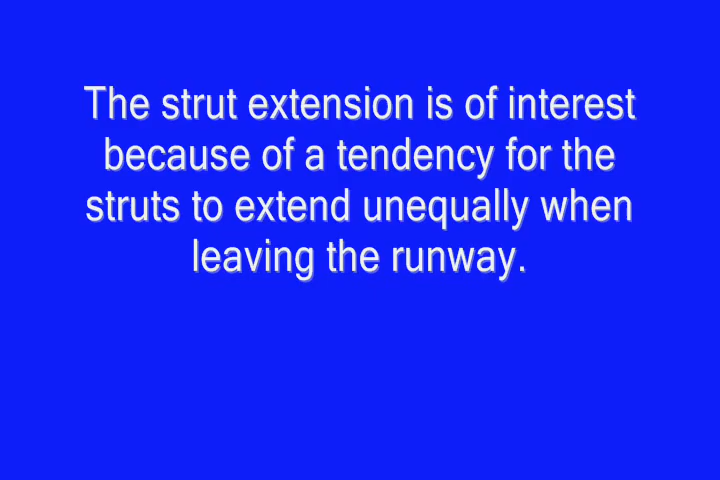 The strut extension is of interest
because of a tendency for the
struts to extend unequally when
leaving the runway.